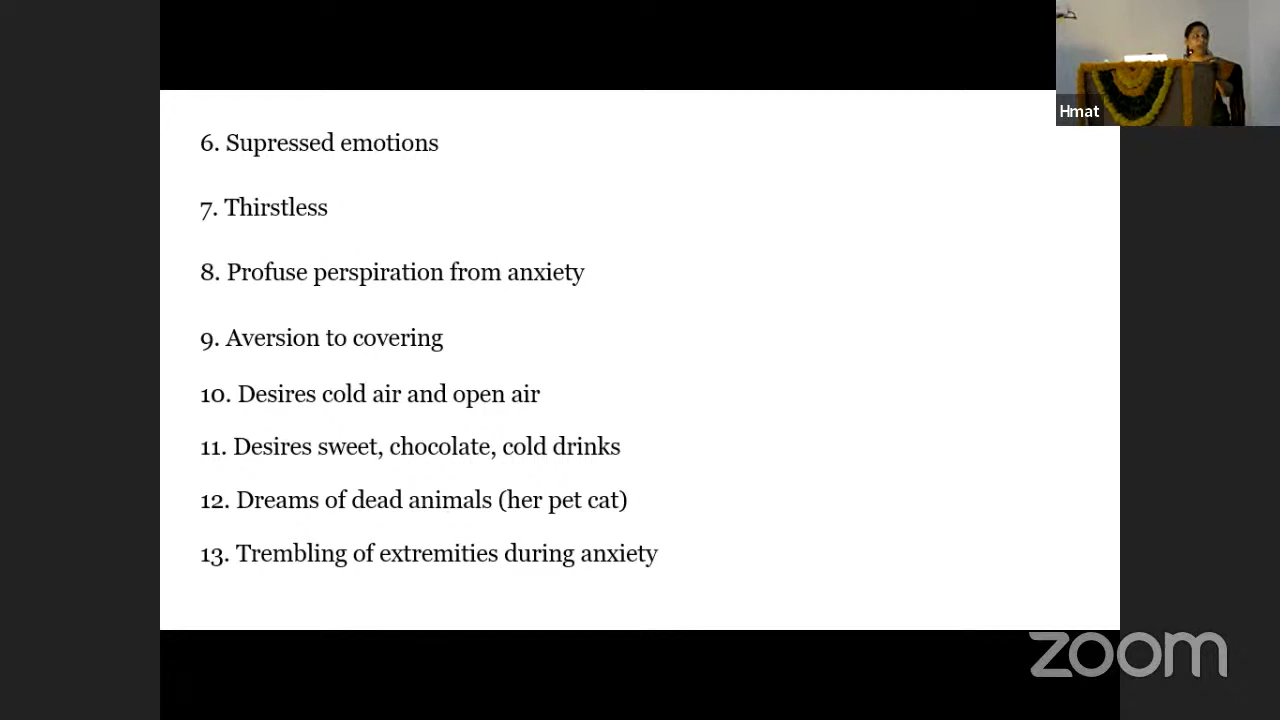 Hmat
6. Supressed emotions
7. Thirstless
8. Profuse perspiration from anxiety
9. Aversion to covering
10. Desires cold air and open air
11. Desires sweet, chocolate, cold drinks
12. Dreams of dead animals (her pet cat)
13. Trembling of extremities during anxiety
zoom